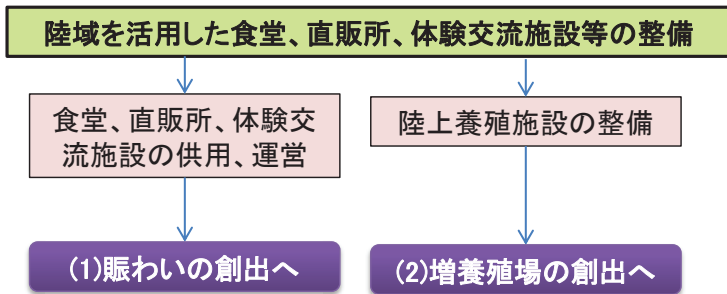 陸域を活用した食堂、直販所、体験交流施設等の整備
食堂、直販所、体験交
流施設の供用、運営
陸上養殖施設の整備
(1)賑わいの創出へ
(2)増養殖場の創出へ